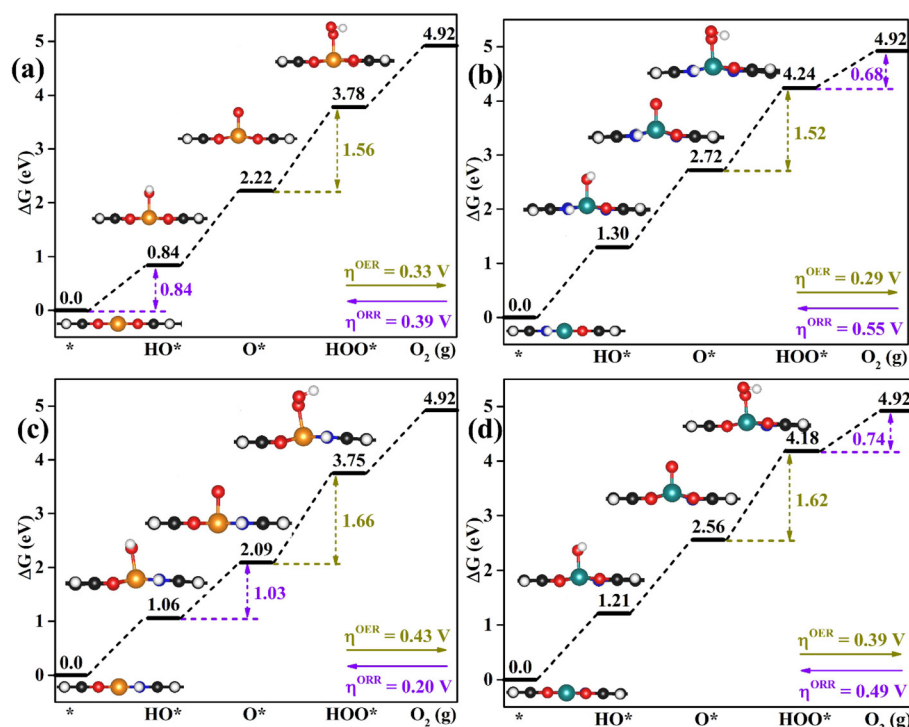 (a)
ΔG (eV)
5
4
3
2
1
0
0.0
0.84
2.22
3.78
4.92
0.84
1.56
η^OER = 0.33 V
η^ORR = 0.39 V
* HO* O* HOO* O₂ (g)
(b)
ΔG (eV)
5
4
3
2
1
0
0.0
1.30
2.72
4.24
4.92
1.52
0.68
η^OER = 0.29 V
η^ORR = 0.55 V
* HO* O* HOO* O₂ (g)
(c)
ΔG (eV)
5
4
3
2
1
0
0.0
1.06
2.09
3.75
4.92
1.03
1.66
η^OER = 0.43 V
η^ORR = 0.20 V
* HO* O* HOO* O₂ (g)
(d)
ΔG (eV)
5
4
3
2
1
0
0.0
1.21
2.56
4.18
4.92
1.62
0.74
η^OER = 0.39 V
η^ORR = 0.49 V
* HO* O* HOO* O₂ (g)